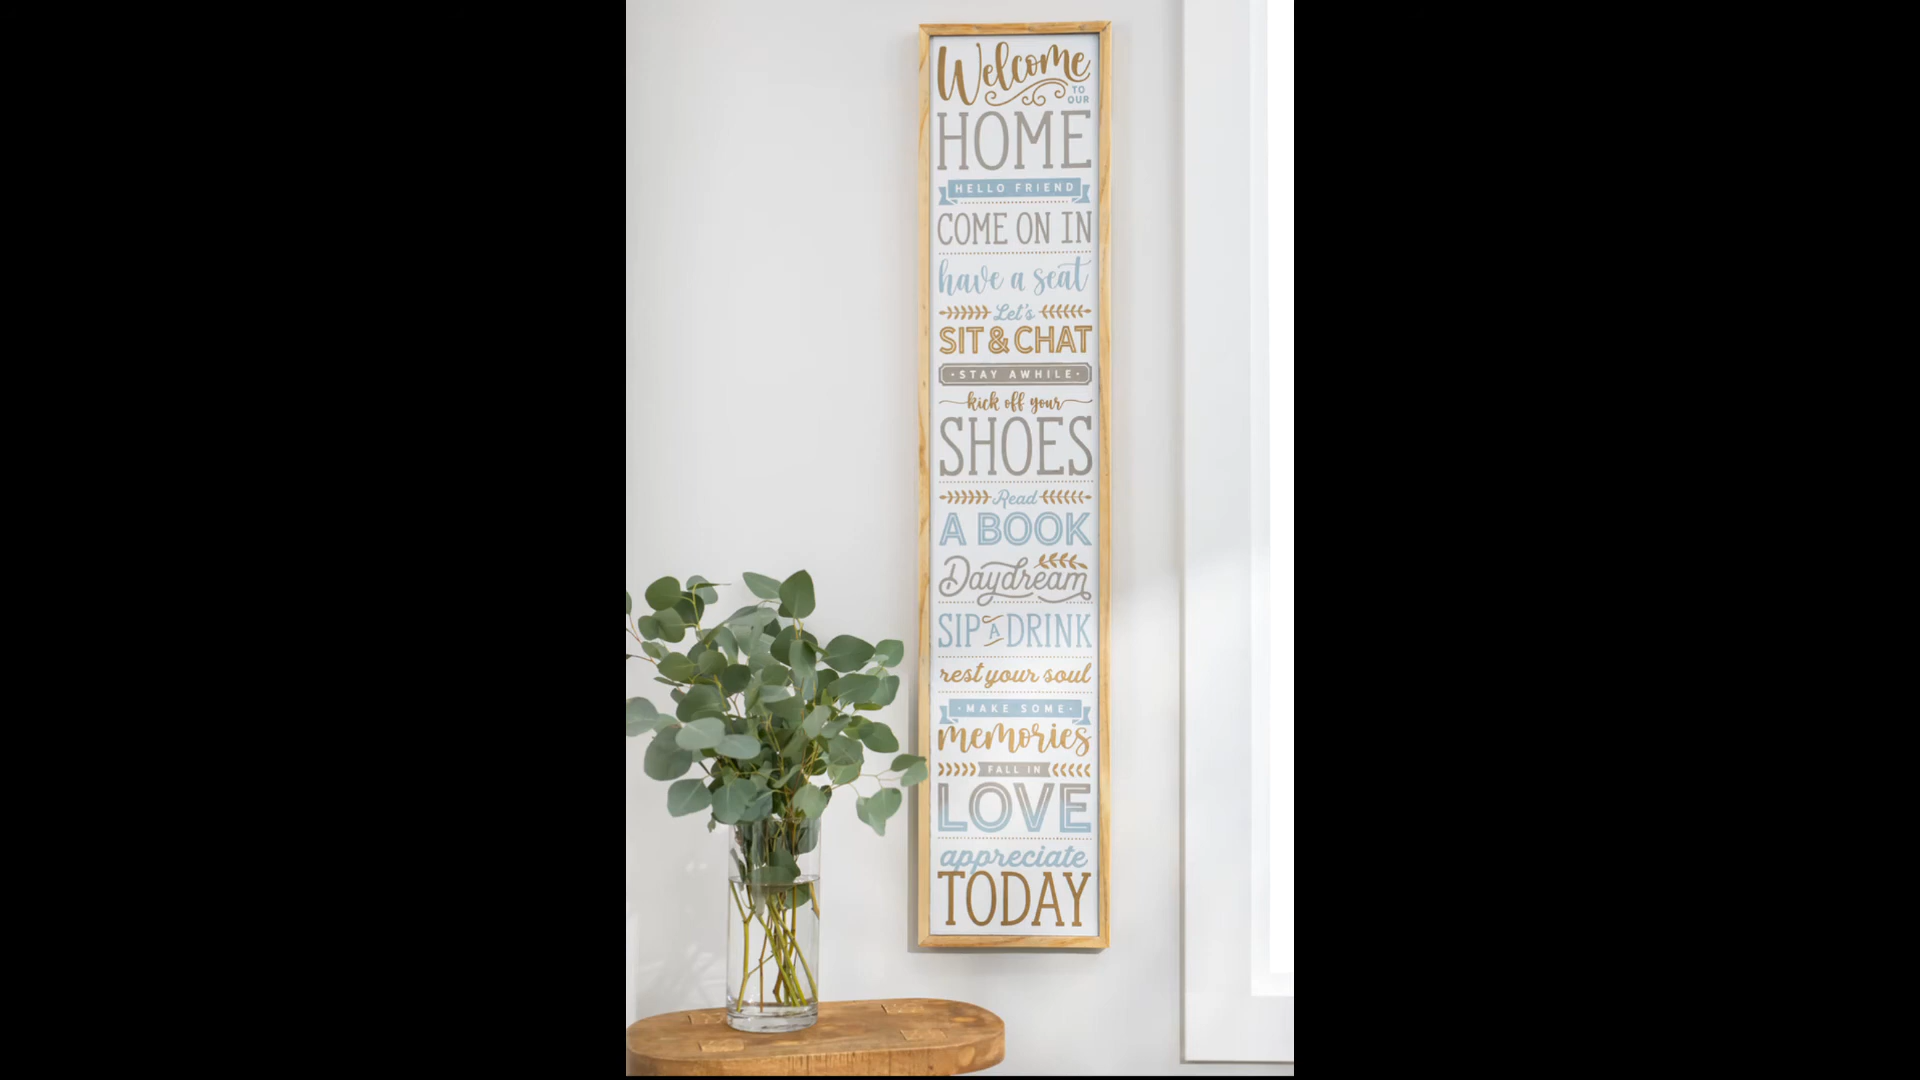 Welcome
TO
OUR
HOME
HELLO FRIEND
COME ON IN
have a seat
Let's
SIT & CHAT
·STAY AWHILE·
kick off your
SHOES
Read
A BOOK
Daydream
SIP A DRINK
rest your soul
·MAKE SOME·
memories
FALL IN
LOVE
appreciate
TODAY